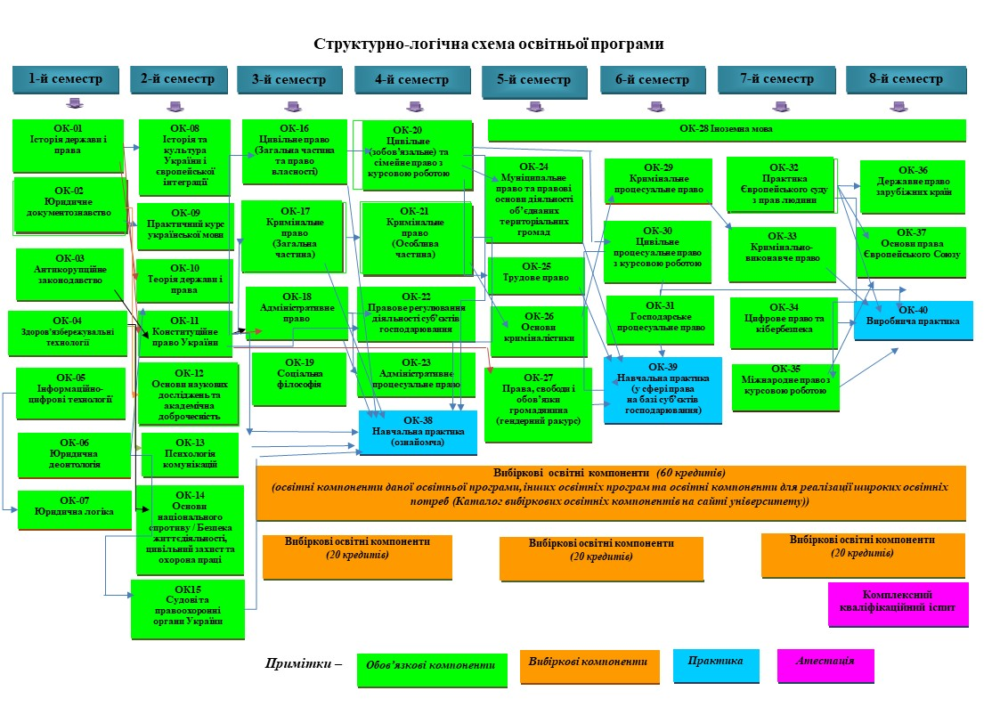 Структурно-логічна схема освітньої програми
1-й семестр
2-й семестр
3-й семестр
4-й семестр
5-й семестр
6-й семестр
7-й семестр
8-й семестр
ОК-01
Історія держави і
права
ОК-02
Юридичне
документознавство
ОК-03
Антикорупційне
законодавство
ОК-04
Здоров'язбережувальні
технології
ОК-05
Інформаційно-
цифрові технології
ОК-06
Юридична
деонтологія
ОК-07
Юридична логіка
ОК-08
Історія та
культура
України і
європейської
інтеграції
ОК-09
Практичний курс
української мови
ОК-10
Теорія держави і
права
ОК-11
Конституційне
право України
ОК-12
Основи наукових
досліджень та
академічна
доброчесність
ОК-13
Психологія
комунікацій
ОК-14
Основи
національного
спротиву / Безпека
життєдіяльності,
цивільний захист та
охорона праці
ОК15
Судові та
правоохоронні
органи України
ОК-16
Цивільне право
(Загальна частина
та право
власності)
ОК-17
Кримінальне
право
(Загальна
частина)
ОК-18
Адміністративне
право
ОК-19
Соціальна
філософія
ОК-20
Цивільне
(зобов'язальне) та
сімейне право з
курсовою роботою
ОК-21
Кримінальне
право
(Особлива
частина)
ОК-22
Правове регулювання
діяльності суб'єктів
господарювання
ОК-23
Адміністративне
процесуальне право
ОК-38
Навчальна практика
(ознайомча)
ОК-28 Іноземна мова
ОК-24
Муніципальне
право та правові
основи діяльності
об'єднаних
територіальних
громад
ОК-25
Трудове право
ОК-26
Основи
криміналістики
ОК-27
Права, свободи і
обов'язки
громадянина
(гендерний ракурс)
ОК-29
Кримінальне
процесуальне право
ОК-30
Цивільне
процесуальне право
з курсовою роботою
ОК-31
Господарське
процесуальне право
ОК-39
Навчальна практика
(у сфері права
на базі суб'єктів
господарювання)
ОК-32
Практика
Європейського суду
з прав людини
ОК-33
Кримінально-
виконавче право
ОК-34
Цифрове право та
кібербезпека
ОК-35
Міжнародне право з
курсовою роботою
ОК-36
Державне право
зарубіжних країн
ОК-37
Основи права
Європейського Союзу
ОК-40
Виробнича практика
Вибіркові освітні компоненти (60 кредитів)
(освітні компоненти даної освітньої програми, інших освітніх програм та освітні компоненти для реалізації широких освітніх
потреб (Каталог вибіркових освітніх компонентів на сайті університету))
Вибіркові освітні компоненти
(20 кредитів)
Вибіркові освітні компоненти
(20 кредитів)
Вибіркові освітні компоненти
(20 кредитів)
Комплексний
кваліфікаційний іспит
Примітки –
Обов'язкові компоненти
Вибіркові компоненти
Практика
Атестація